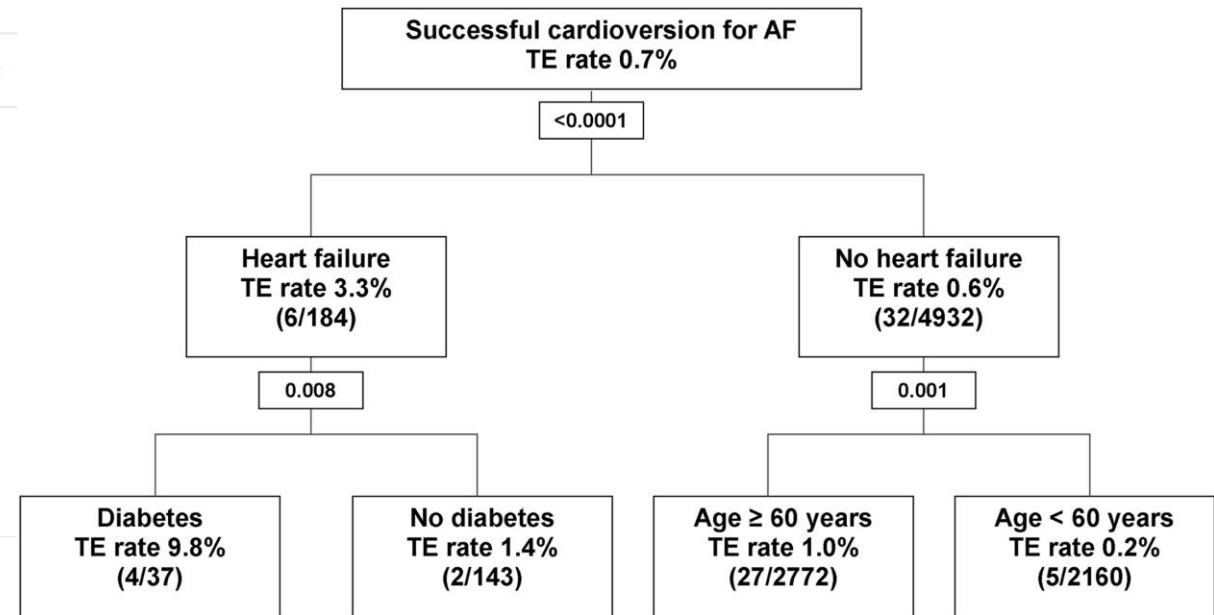 Successful cardioversion for AF
TE rate 0.7%
<0.0001
Heart failure
TE rate 3.3%
(6/184)
No heart failure
TE rate 0.6%
(32/4932)
0.008
0.001
Diabetes
TE rate 9.8%
(4/37)
No diabetes
TE rate 1.4%
(2/143)
Age ≥ 60 years
TE rate 1.0%
(27/2772)
Age < 60 years
TE rate 0.2%
(5/2160)